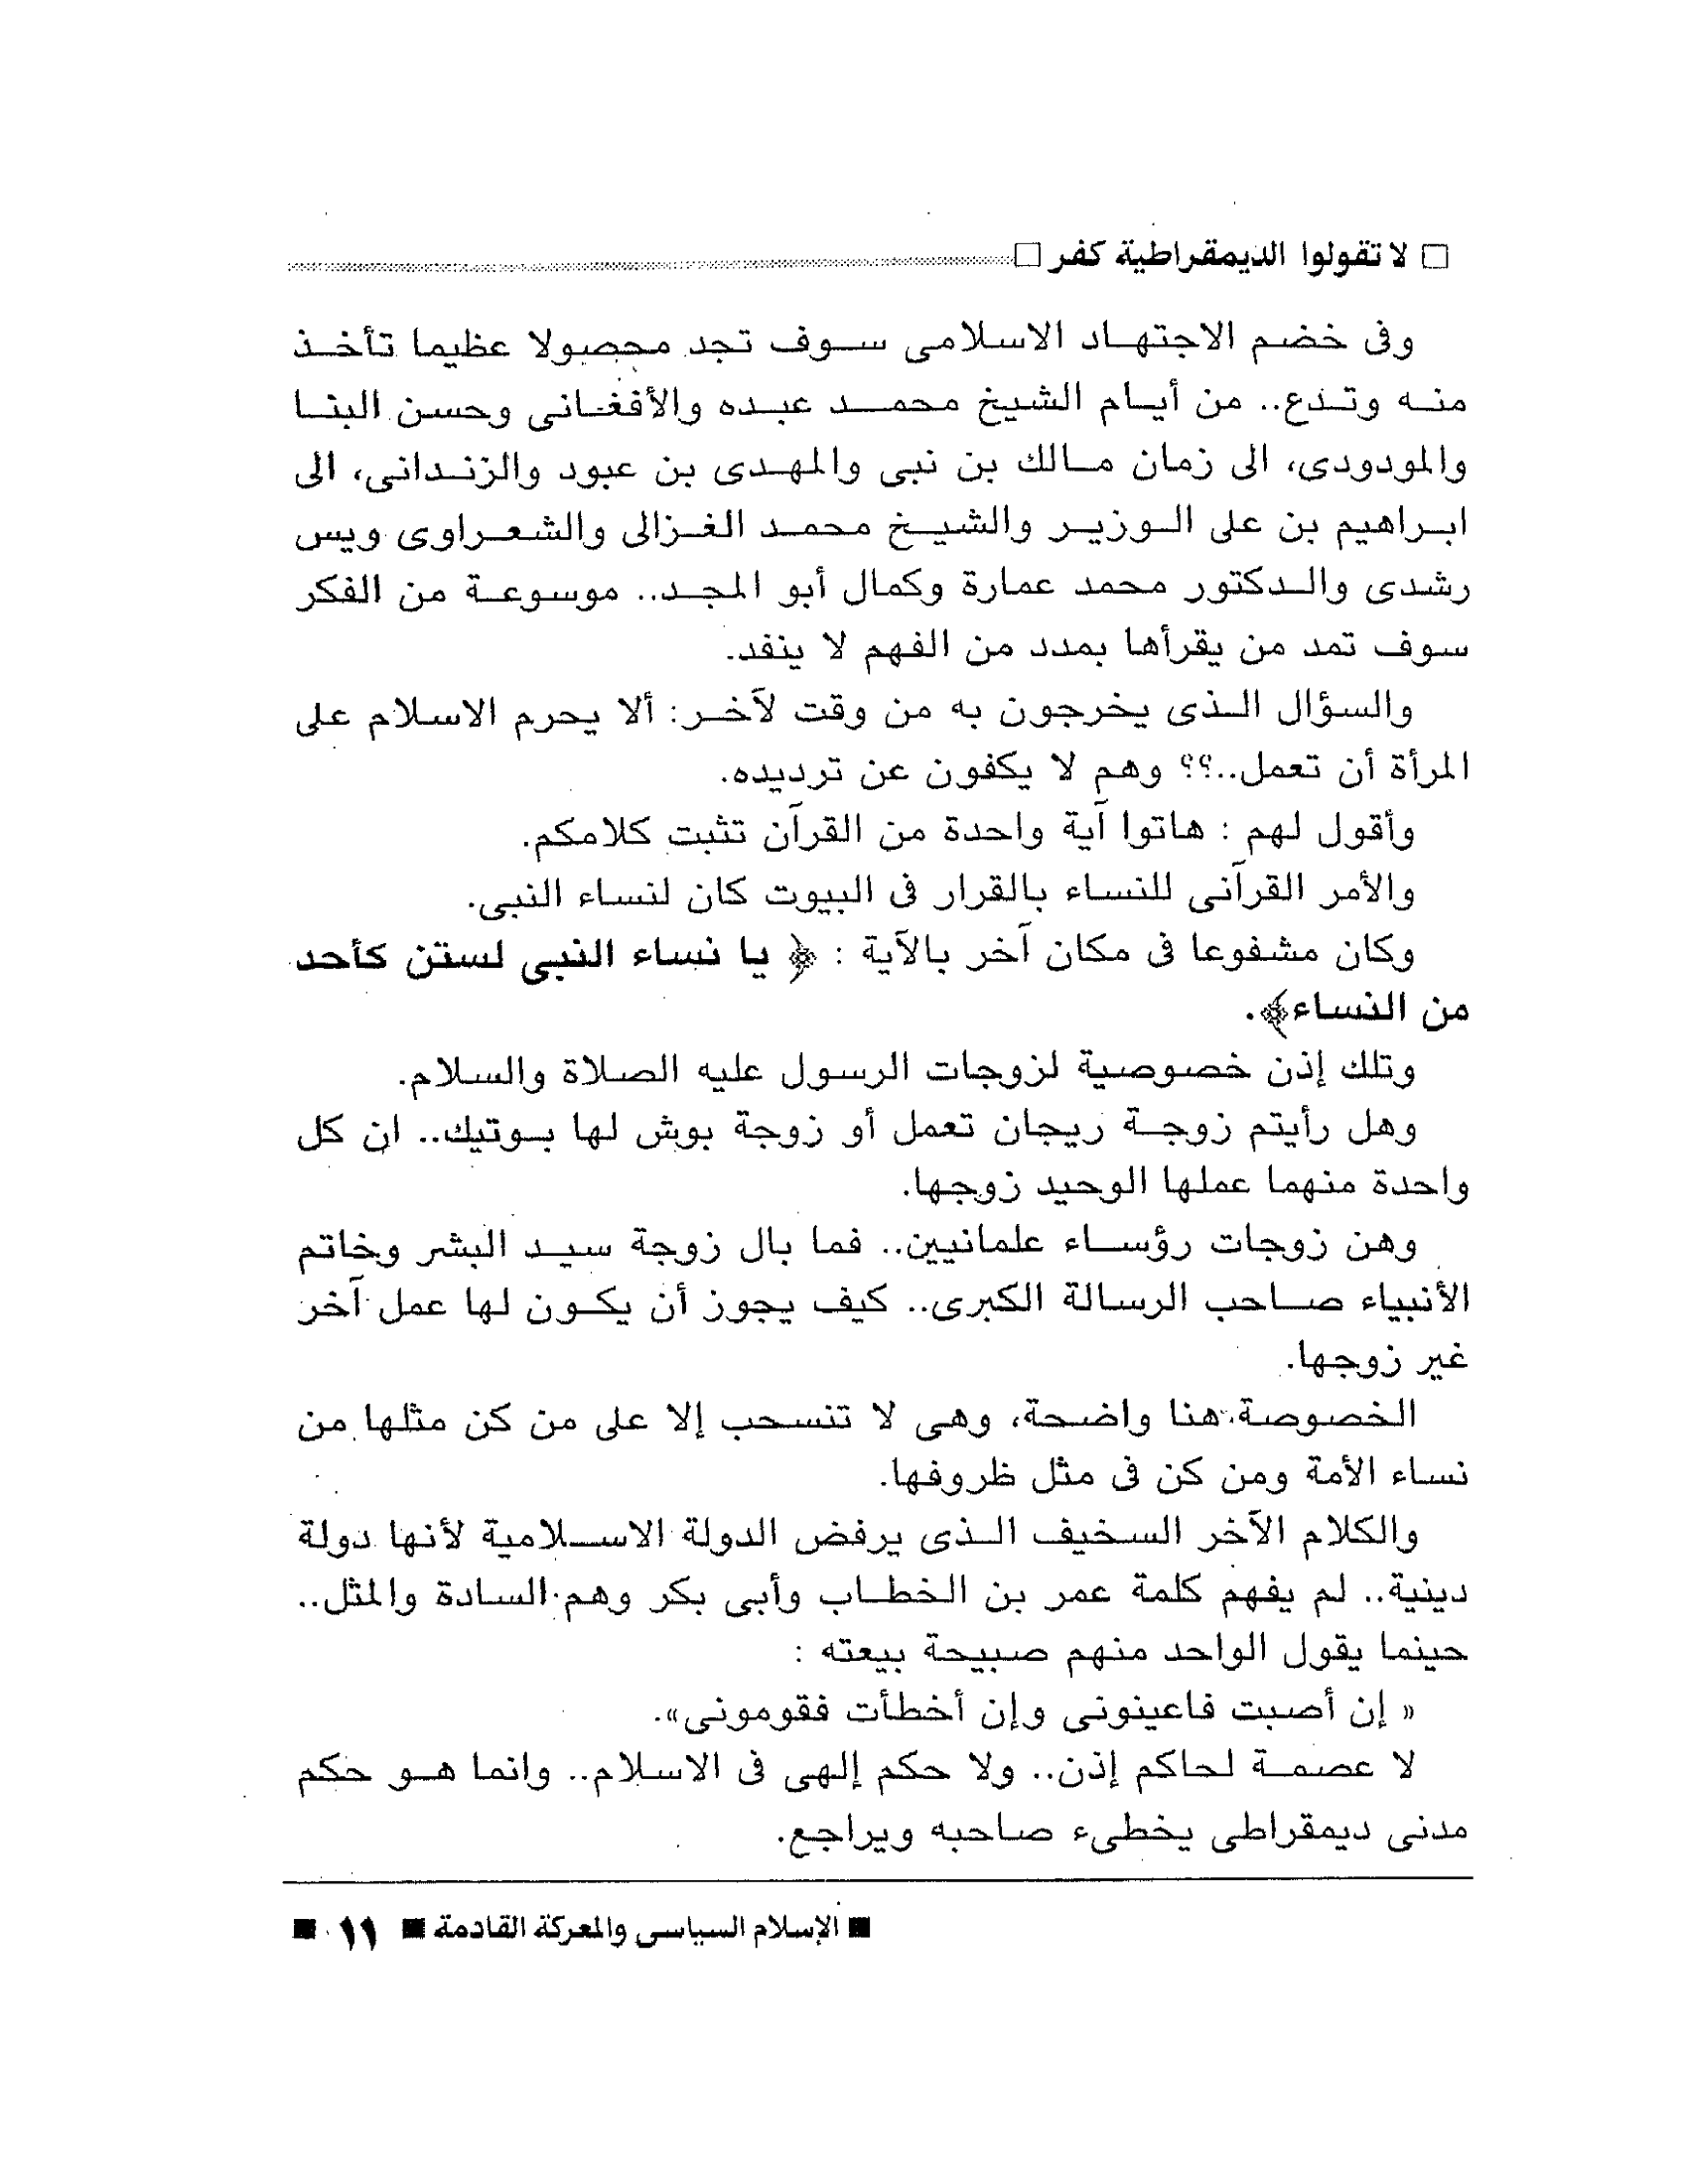 □ لا تقولوا الديمقراطية كفر □
وفى خضم الاجتهاد الاسلامى سوف تجد محصولا عظيما تأخذ
منه وتدع.. من أيام الشيخ محمد عبده والأفغانى وحسن البنا
والمودودى، الى زمان مالك بن نبى والمهدى بن عبود والزندانى، الى
ابراهيم بن على الوزير والشيخ محمد الغزالى والشعراوى ويس
رشدى والدكتور محمد عمارة وكمال أبو المجد.. موسوعة من الفكر
سوف تمد من يقرأها بمدد من الفهم لا ينفد.
والسؤال الذى يخرجون به من وقت لآخر: ألا يحرم الاسلام على
المرأة أن تعمل..؟؟ وهم لا يكفون عن ترديده.
وأقول لهم : هاتوا آية واحدة من القرآن تثبت كلامكم.
والأمر القرآنى للنساء بالقرار فى البيوت كان لنساء النبى.
وكان مشفوعا فى مكان آخر بالآية : ﴿ يا نساء النبى لستن كأحد
من النساء﴾.
وتلك إذن خصوصية لزوجات الرسول عليه الصلاة والسلام.
وهل رأيتم زوجة ريجان تعمل أو زوجة بوش لها بوتيك.. ان كل
واحدة منهما عملها الوحيد زوجها.
وهن زوجات رؤساء علمانيين.. فما بال زوجة سيد البشر وخاتم
الأنبياء صاحب الرسالة الكبرى.. كيف يجوز أن يكون لها عمل آخر
غير زوجها.
الخصوصة هنا واضحة، وهى لا تنسحب إلا على من كن مثلها من
نساء الأمة ومن كن فى مثل ظروفها.
والكلام الآخر السخيف الذى يرفض الدولة الاسلامية لأنها دولة
دينية.. لم يفهم كلمة عمر بن الخطاب وأبى بكر وهم السادة والمثل..
حينما يقول الواحد منهم صبيحة بيعته :
« إن أصبت فاعينونى وإن أخطأت فقومونى».
لا عصمة لحاكم إذن.. ولا حكم إلهى فى الاسلام.. وانما هو حكم
مدنى ديمقراطى يخطىء صاحبه ويراجع.
■ الإسلام السياسى والمعركة القادمة ■ ١١ ■